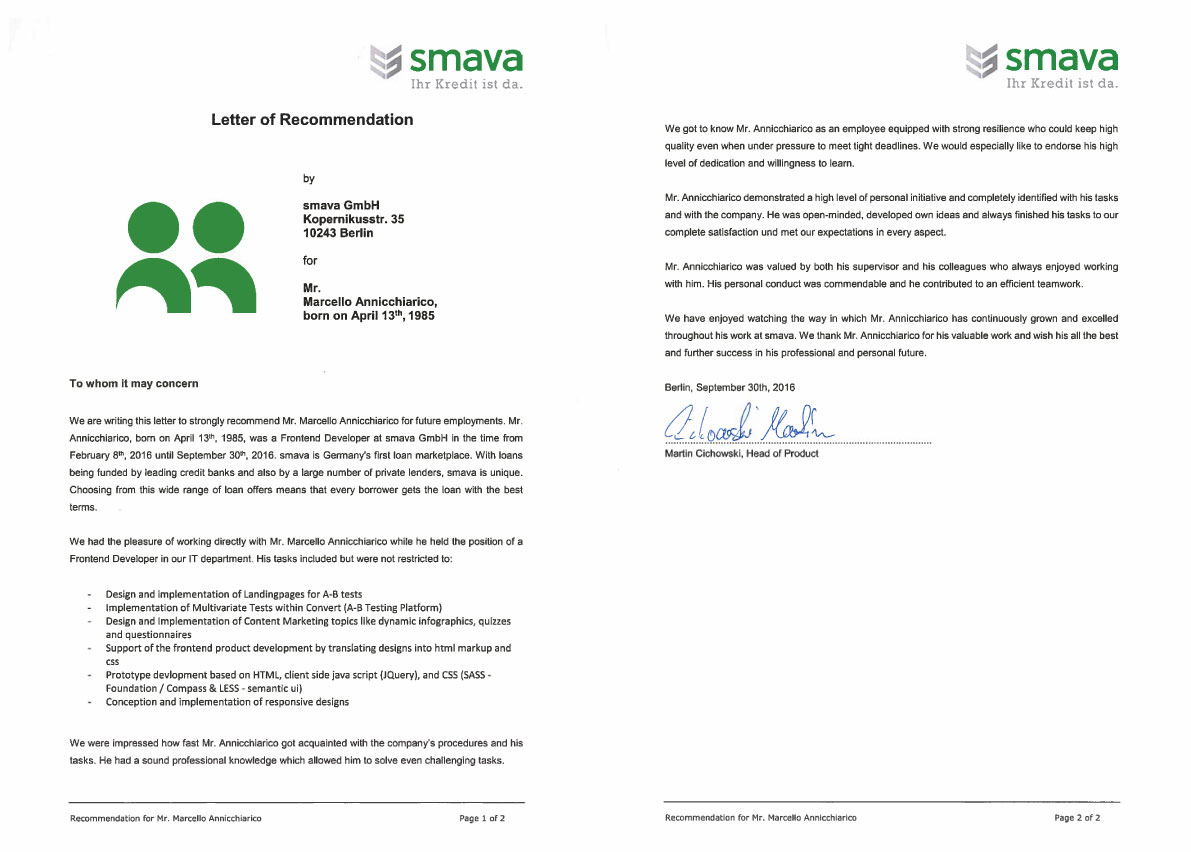 smava
Ihr Kredit ist da.
Letter of Recommendation
by
smava GmbH
Kopernikusstr. 35
10243 Berlin
for
Mr.
Marcello Annicchiarico,
born on April 13th, 1985
To whom it may concern
We are writing this letter to strongly recommend Mr. Marcello Annicchiarico for future employments. Mr.
Annicchiarico, born on April 13th, 1985, was a Frontend Developer at smava GmbH in the time from
February 8th, 2016 until September 30th, 2016. smava is Germany's first loan marketplace. With loans
being funded by leading credit banks and also by a large number of private lenders, smava is unique.
Choosing from this wide range of loan offers means that every borrower gets the loan with the best
terms.
We had the pleasure of working directly with Mr. Marcello Annicchiarico while he held the position of a
Frontend Developer in our IT department. His tasks included but were not restricted to:
- Design and implementation of Landingpages for A-B tests
- Implementation of Multivariate Tests within Convert (A-B Testing Platform)
- Design and Implementation of Content Marketing topics like dynamic infographics, quizzes
and questionnaires
- Support of the frontend product development by translating designs into html markup and
css
- Prototype devlopment based on HTML, client side java script (JQuery), and CSS (SASS -
Foundation / Compass & LESS - semantic ui)
- Conception and implementation of responsive designs
We were impressed how fast Mr. Annicchiarico got acquainted with the company's procedures and his
tasks. He had a sound professional knowledge which allowed him to solve even challenging tasks.
Recommendation for Mr. Marcello Annicchiarico Page 1 of 2
smava
Ihr Kredit ist da.
We got to know Mr. Annicchiarico as an employee equipped with strong resilience who could keep high
quality even when under pressure to meet tight deadlines. We would especially like to endorse his high
level of dedication and willingness to learn.
Mr. Annicchiarico demonstrated a high level of personal initiative and completely identified with his tasks
and with the company. He was open-minded, developed own ideas and always finished his tasks to our
complete satisfaction und met our expectations in every aspect.
Mr. Annicchiarico was valued by both his supervisor and his colleagues who always enjoyed working
with him. His personal conduct was commendable and he contributed to an efficient teamwork.
We have enjoyed watching the way in which Mr. Annicchiarico has continuously grown and excelled
throughout his work at smava. We thank Mr. Annicchiarico for his valuable work and wish his all the best
and further success in his professional and personal future.
Berlin, September 30th, 2016
Martin Cichowski, Head of Product
Recommendation for Mr. Marcello Annicchiarico Page 2 of 2